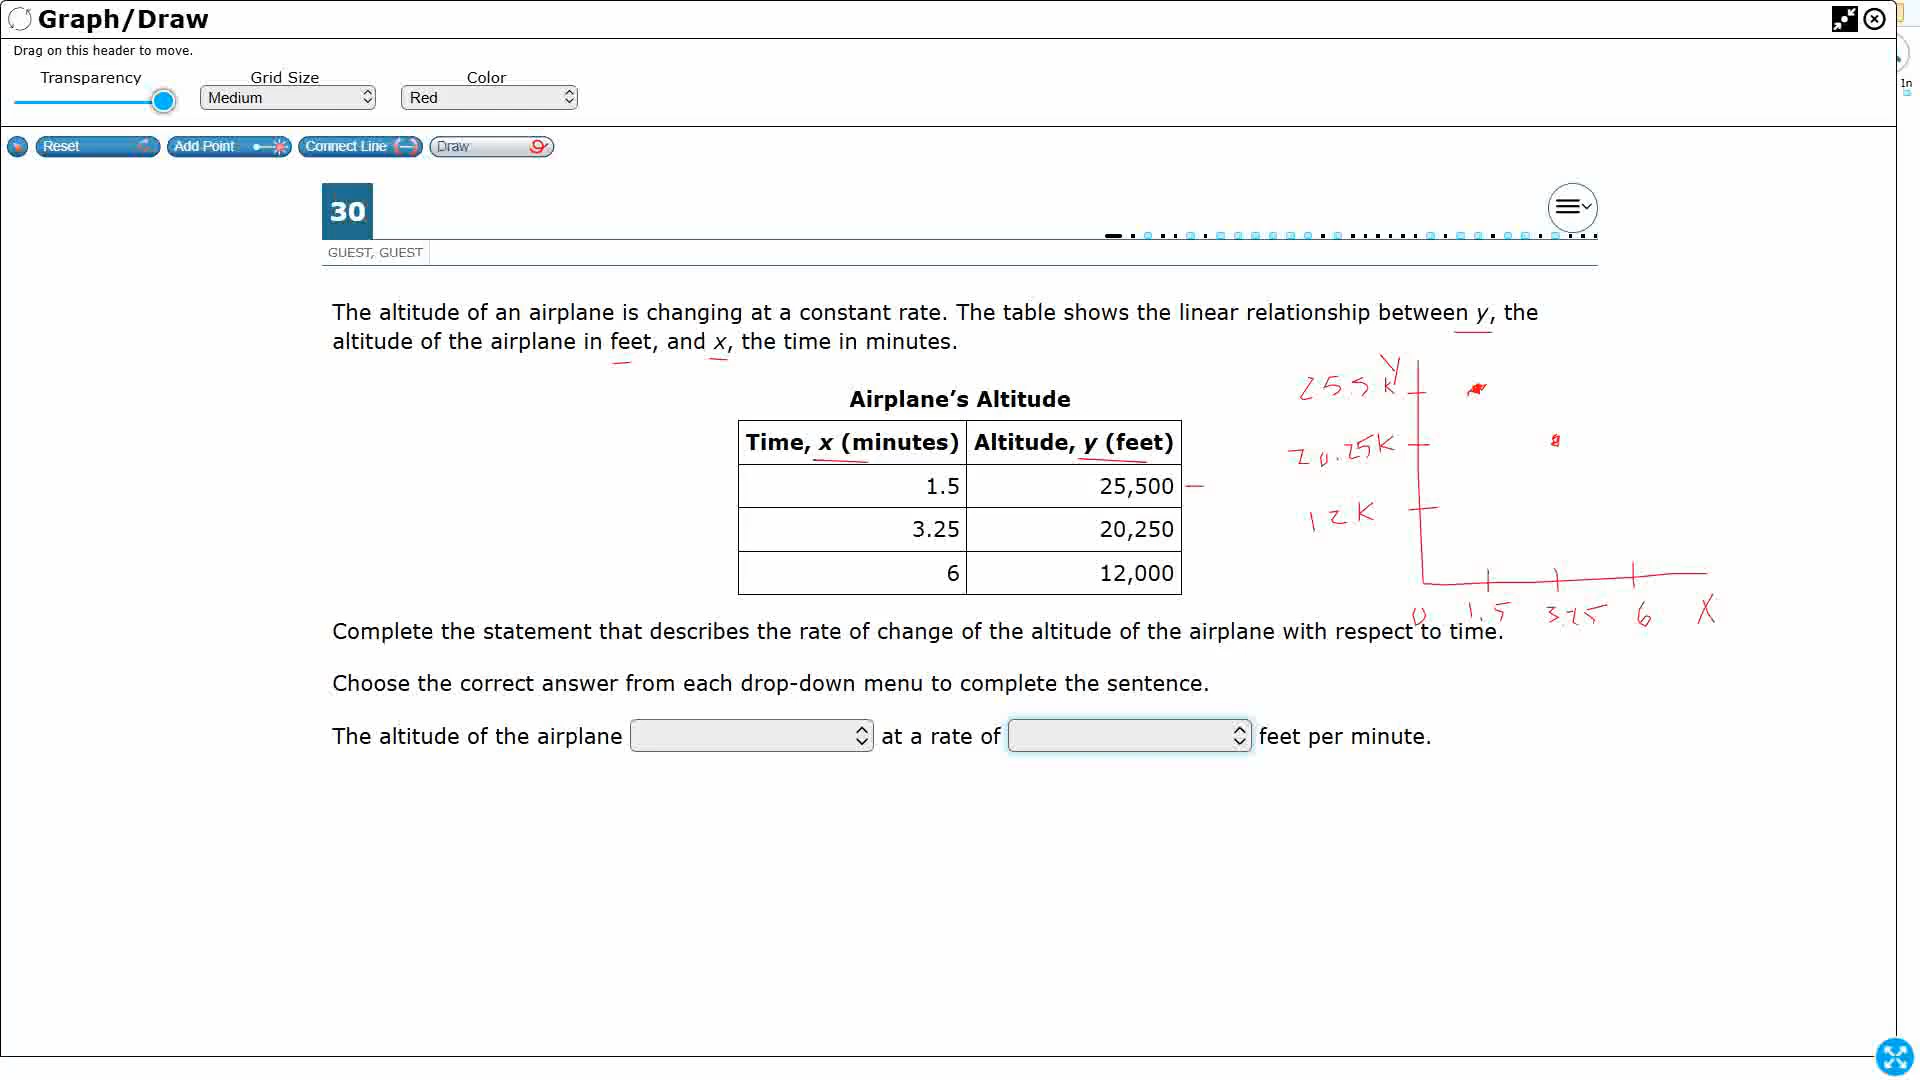 Graph/Draw
Drag on this header to move.
Transparency Grid Size Color
Medium Red
Reset Add Point Connect Line Draw
In
30
GUEST, GUEST
The altitude of an airplane is changing at a constant rate. The table shows the linear relationship between y, the
altitude of the airplane in feet, and x, the time in minutes.
Airplane’s Altitude
Time, x (minutes) Altitude, y (feet)
1.5 25,500
3.25 20,250
6 12,000
y
25.5K
20.25K
12K
0 1.5 3.25 6 X
Complete the statement that describes the rate of change of the altitude of the airplane with respect to time.
Choose the correct answer from each drop-down menu to complete the sentence.
The altitude of the airplane at a rate of feet per minute.